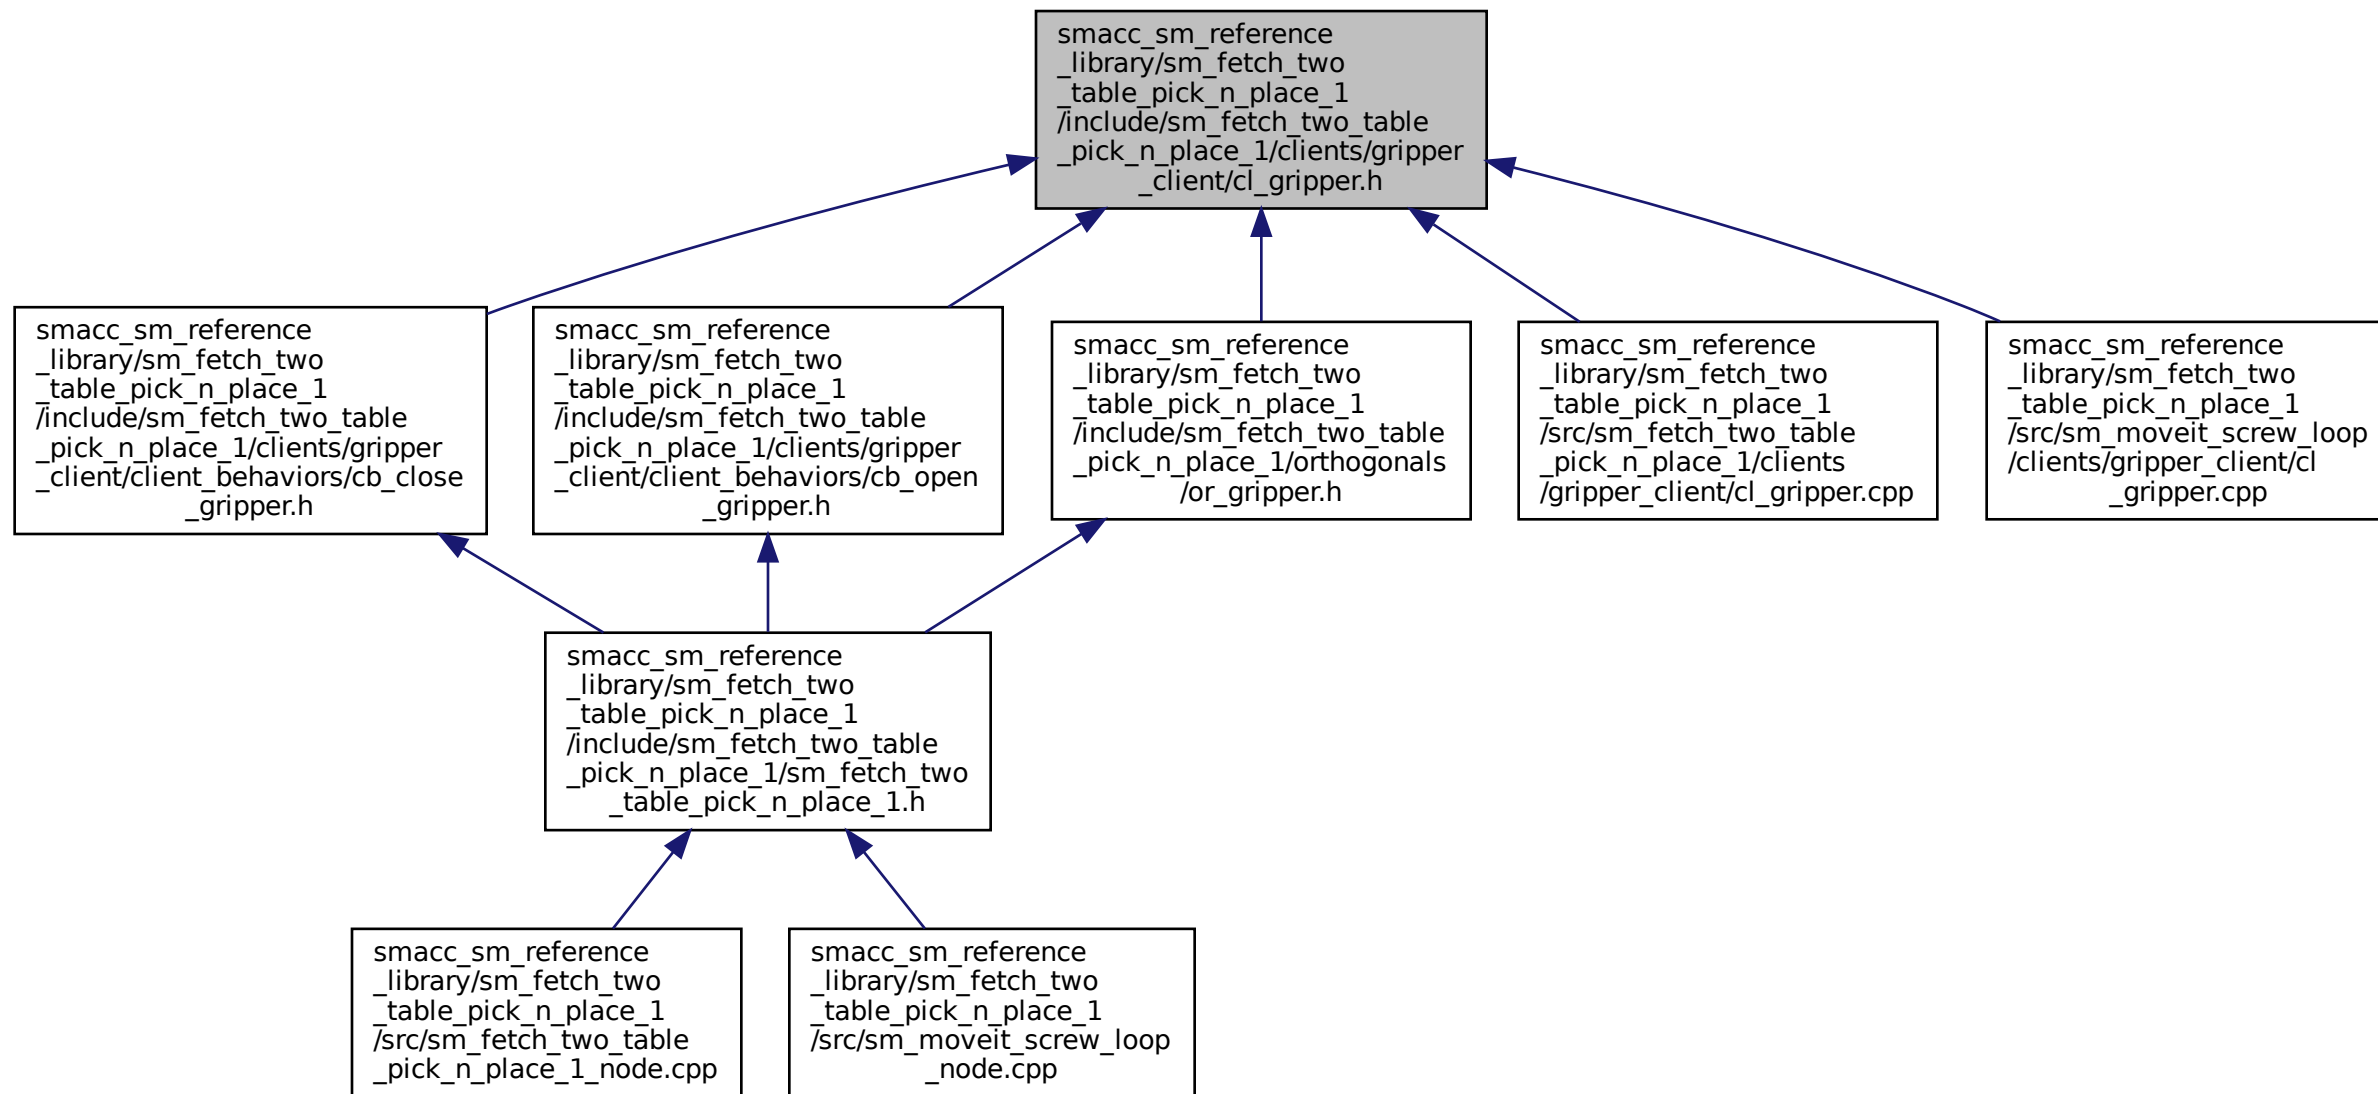 smacc_sm_reference
_library/sm_fetch_two
_table_pick_n_place_1
/include/sm_fetch_two_table
_pick_n_place_1/clients/gripper
_client/cl_gripper.h
smacc_sm_reference
_library/sm_fetch_two
_table_pick_n_place_1
/include/sm_fetch_two_table
_pick_n_place_1/clients/gripper
_client/client_behaviors/cb_close
_gripper.h
smacc_sm_reference
_library/sm_fetch_two
_table_pick_n_place_1
/include/sm_fetch_two_table
_pick_n_place_1/clients/gripper
_client/client_behaviors/cb_open
_gripper.h
smacc_sm_reference
_library/sm_fetch_two
_table_pick_n_place_1
/include/sm_fetch_two_table
_pick_n_place_1/orthogonals
/or_gripper.h
smacc_sm_reference
_library/sm_fetch_two
_table_pick_n_place_1
/src/sm_fetch_two_table
_pick_n_place_1/clients
/gripper_client/cl_gripper.cpp
smacc_sm_reference
_library/sm_fetch_two
_table_pick_n_place_1
/src/sm_moveit_screw_loop
/clients/gripper_client/cl
_gripper.cpp
smacc_sm_reference
_library/sm_fetch_two
_table_pick_n_place_1
/include/sm_fetch_two_table
_pick_n_place_1/sm_fetch_two
_table_pick_n_place_1.h
smacc_sm_reference
_library/sm_fetch_two
_table_pick_n_place_1
/src/sm_fetch_two_table
_pick_n_place_1_node.cpp
smacc_sm_reference
_library/sm_fetch_two
_table_pick_n_place_1
/src/sm_moveit_screw_loop
_node.cpp